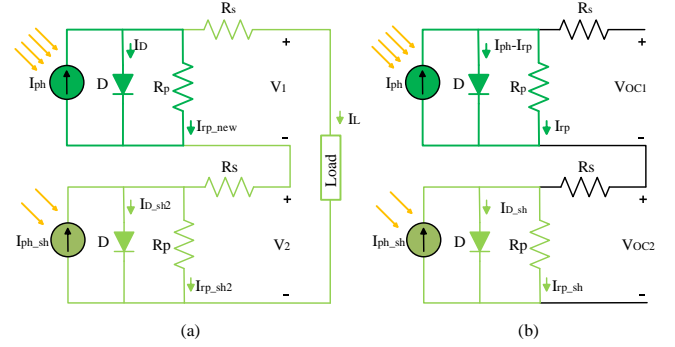 Rs
ID
Iph
D
Rp
V1
Irp_new
IL
Load
Rs
ID_sh2
Iph_sh
D
Rp
V2
Irp_sh2
+
-
+
-
(a)
Rs
Iph-Irp
Iph
D
Rp
VOC1
Irp
Rs
ID_sh
Iph_sh
D
Rp
VOC2
Irp_sh
+
-
+
-
(b)